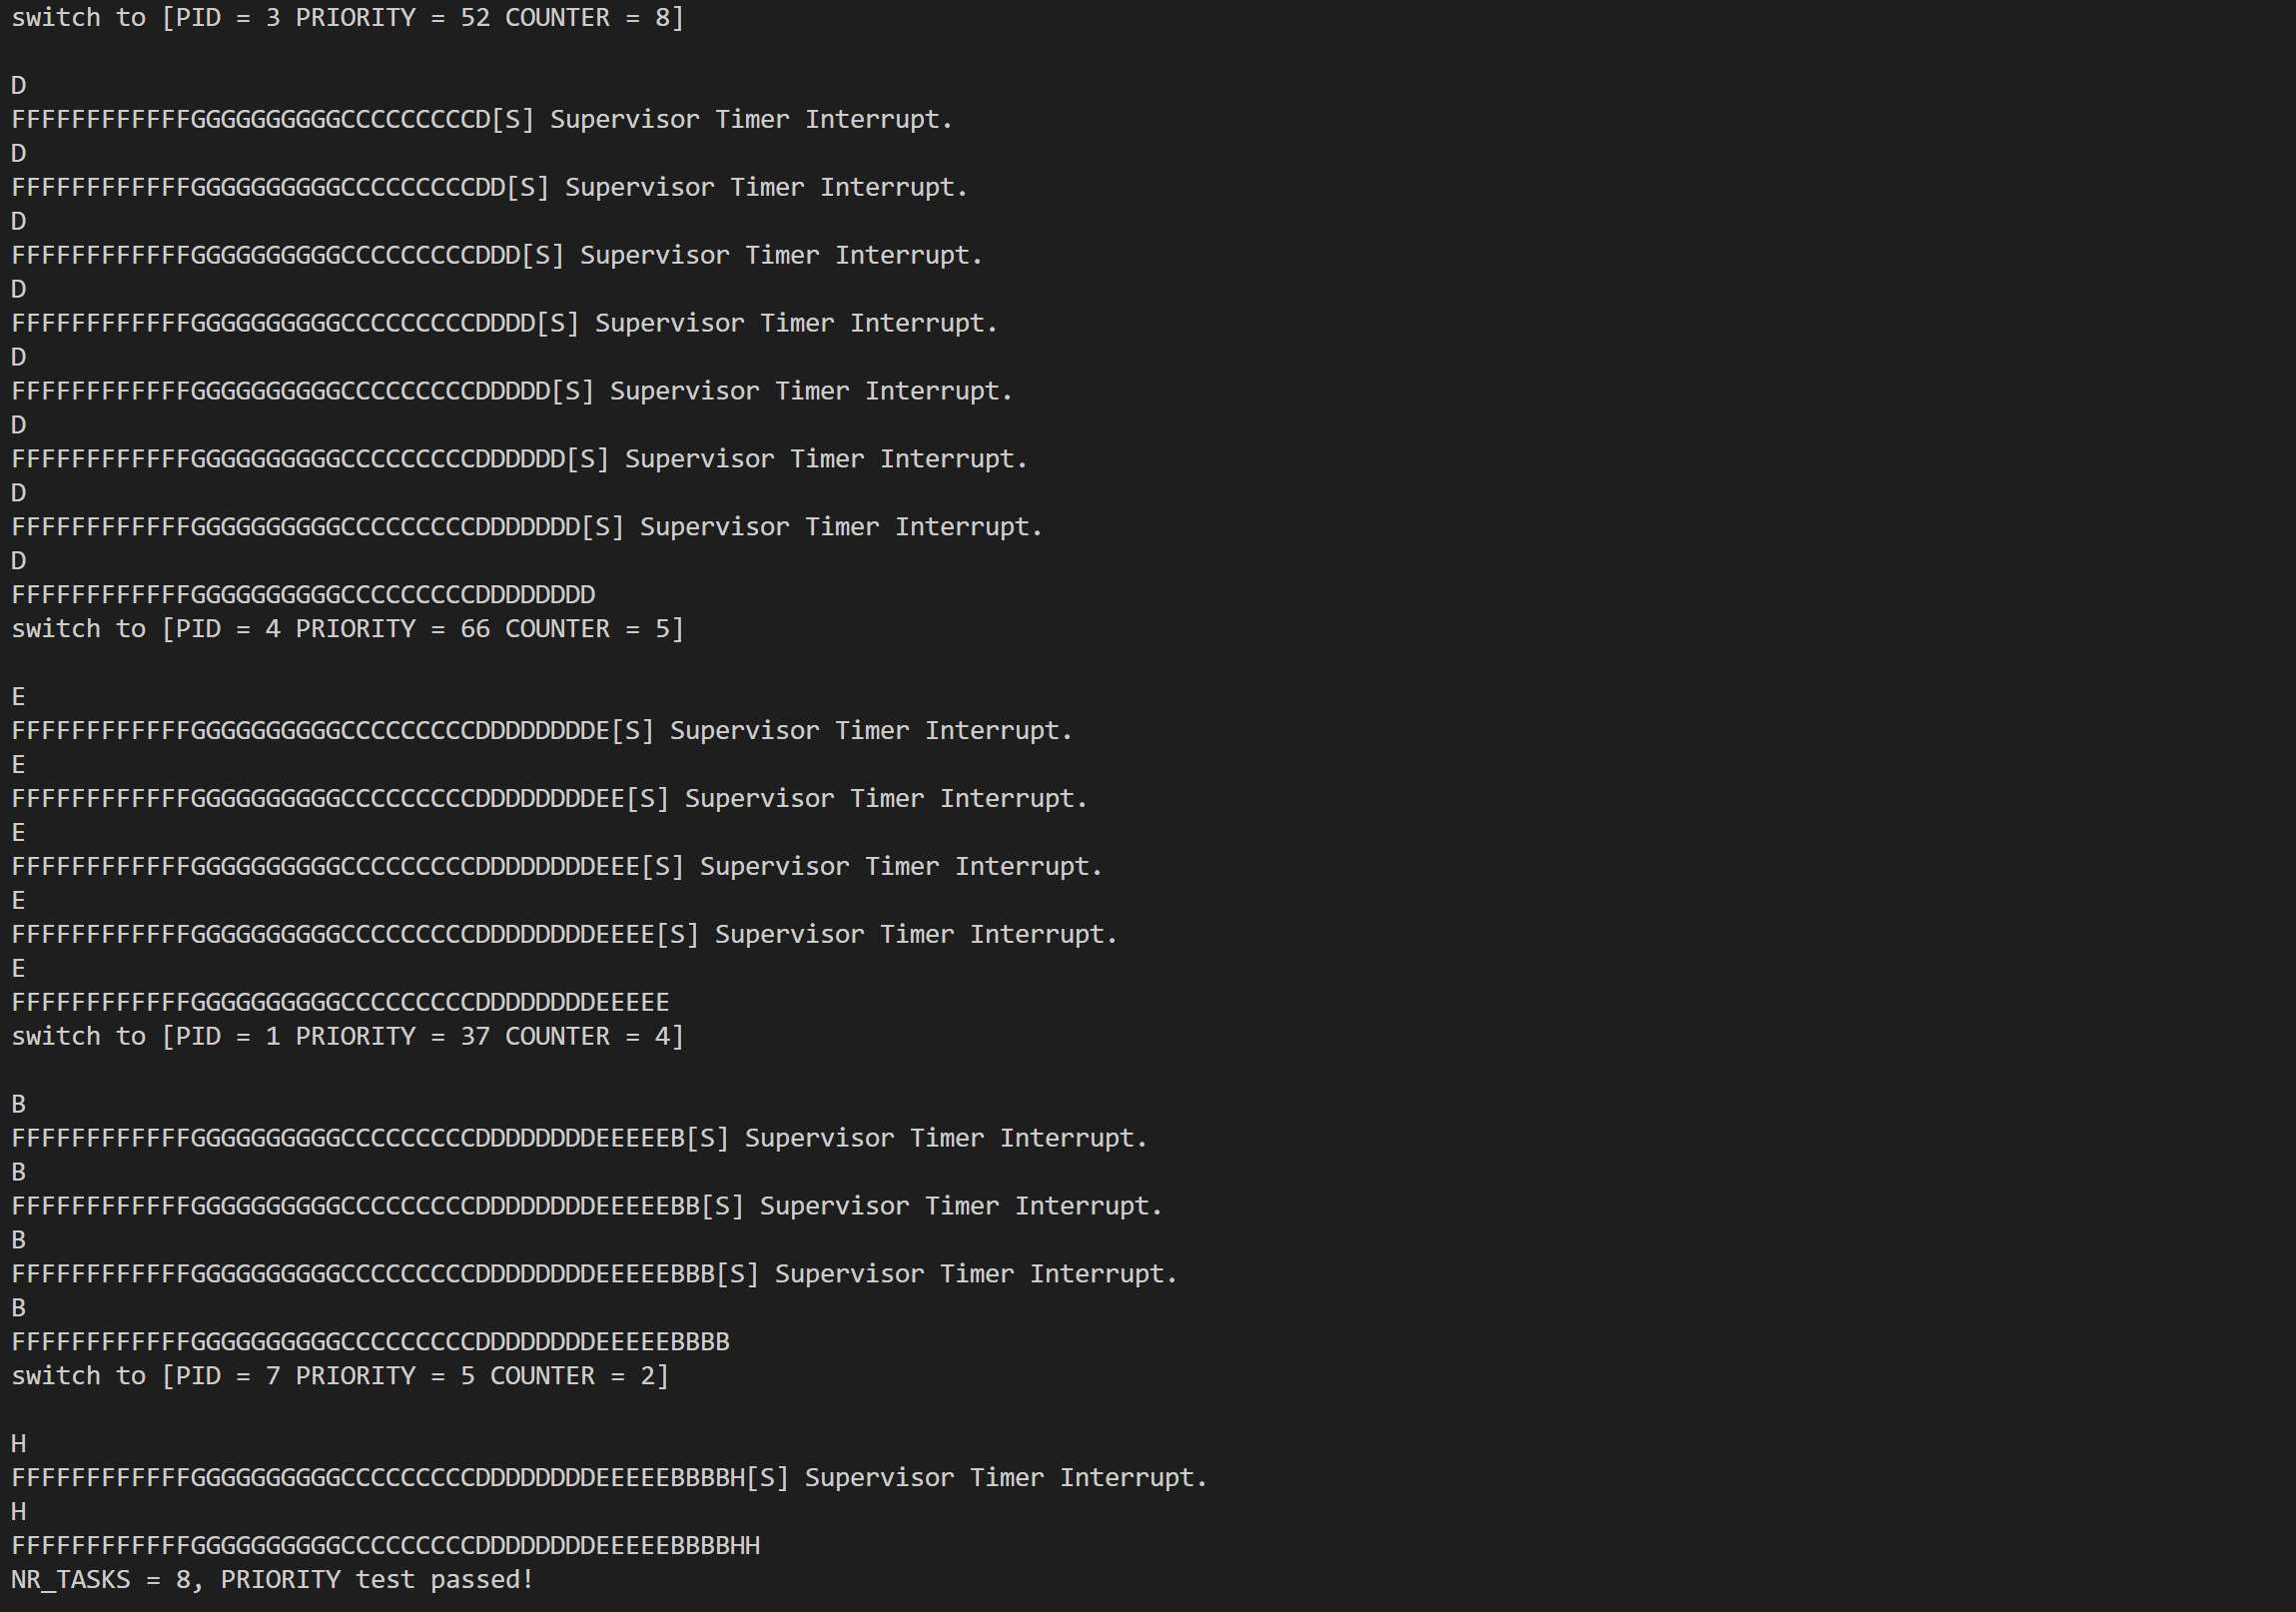 switch to [PID = 3 PRIORITY = 52 COUNTER = 8]
D
FFFFFFFFFFFFGGGGGGGGGGCCCCCCCCCD[S] Supervisor Timer Interrupt.
D
FFFFFFFFFFFFGGGGGGGGGGCCCCCCCCCDD[S] Supervisor Timer Interrupt.
D
FFFFFFFFFFFFGGGGGGGGGGCCCCCCCCCDDD[S] Supervisor Timer Interrupt.
D
FFFFFFFFFFFFGGGGGGGGGGCCCCCCCCCDDDD[S] Supervisor Timer Interrupt.
D
FFFFFFFFFFFFGGGGGGGGGGCCCCCCCCCDDDDD[S] Supervisor Timer Interrupt.
D
FFFFFFFFFFFFGGGGGGGGGGCCCCCCCCCDDDDDD[S] Supervisor Timer Interrupt.
D
FFFFFFFFFFFFGGGGGGGGGGCCCCCCCCCDDDDDDD[S] Supervisor Timer Interrupt.
D
FFFFFFFFFFFFGGGGGGGGGGCCCCCCCCCDDDDDDDD
switch to [PID = 4 PRIORITY = 66 COUNTER = 5]
E
FFFFFFFFFFFFGGGGGGGGGGCCCCCCCCCDDDDDDDDE[S] Supervisor Timer Interrupt.
E
FFFFFFFFFFFFGGGGGGGGGGCCCCCCCCCDDDDDDDDEE[S] Supervisor Timer Interrupt.
E
FFFFFFFFFFFFGGGGGGGGGGCCCCCCCCCDDDDDDDDEEE[S] Supervisor Timer Interrupt.
E
FFFFFFFFFFFFGGGGGGGGGGCCCCCCCCCDDDDDDDDEEEE[S] Supervisor Timer Interrupt.
E
FFFFFFFFFFFFGGGGGGGGGGCCCCCCCCCDDDDDDDDEEEEE
switch to [PID = 1 PRIORITY = 37 COUNTER = 4]
B
FFFFFFFFFFFFGGGGGGGGGGCCCCCCCCCDDDDDDDDEEEEEB[S] Supervisor Timer Interrupt.
B
FFFFFFFFFFFFGGGGGGGGGGCCCCCCCCCDDDDDDDDEEEEEBB[S] Supervisor Timer Interrupt.
B
FFFFFFFFFFFFGGGGGGGGGGCCCCCCCCCDDDDDDDDEEEEEBBB[S] Supervisor Timer Interrupt.
B
FFFFFFFFFFFFGGGGGGGGGGCCCCCCCCCDDDDDDDDEEEEEBBBB
switch to [PID = 7 PRIORITY = 5 COUNTER = 2]
H
FFFFFFFFFFFFGGGGGGGGGGCCCCCCCCCDDDDDDDDEEEEEBBBBH[S] Supervisor Timer Interrupt.
H
FFFFFFFFFFFFGGGGGGGGGGCCCCCCCCCDDDDDDDDEEEEEBBBBHH
NR_TASKS = 8, PRIORITY test passed!